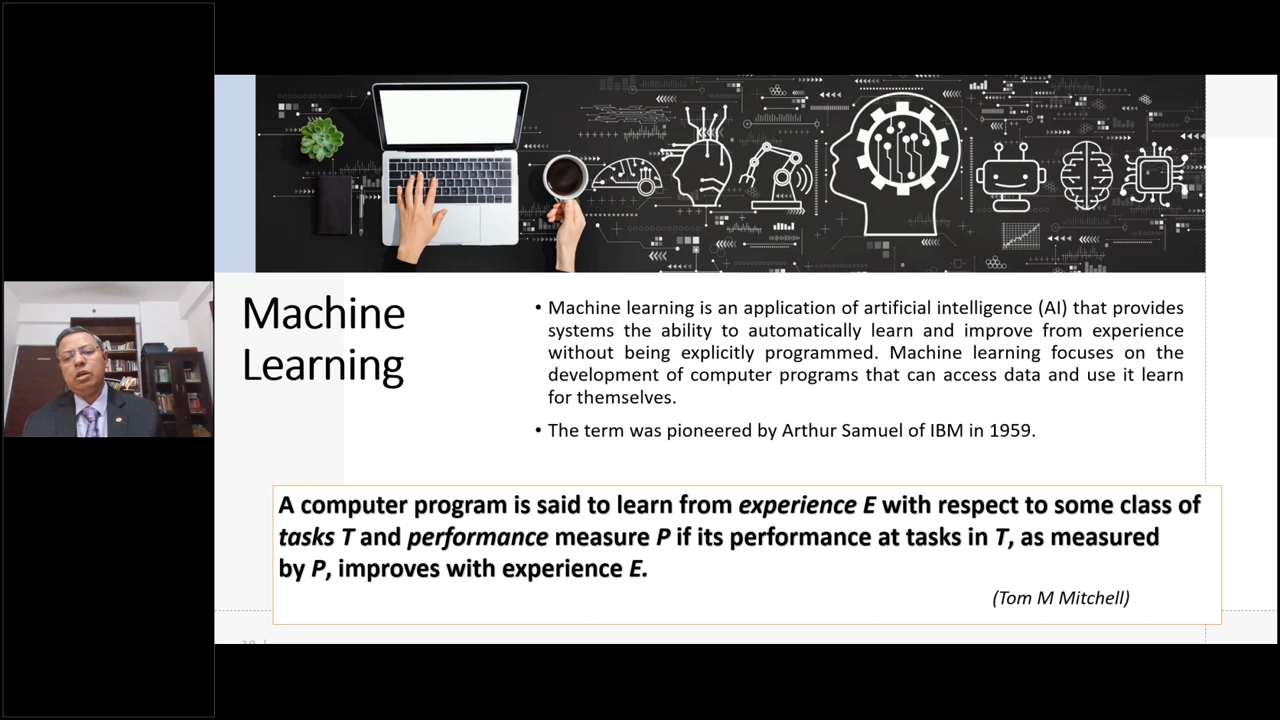 Machine
Learning
• Machine learning is an application of artificial intelligence (AI) that provides
systems the ability to automatically learn and improve from experience
without being explicitly programmed. Machine learning focuses on the
development of computer programs that can access data and use it learn
for themselves.
• The term was pioneered by Arthur Samuel of IBM in 1959.
A computer program is said to learn from experience E with respect to some class of
tasks T and performance measure P if its performance at tasks in T, as measured
by P, improves with experience E.
(Tom M Mitchell)